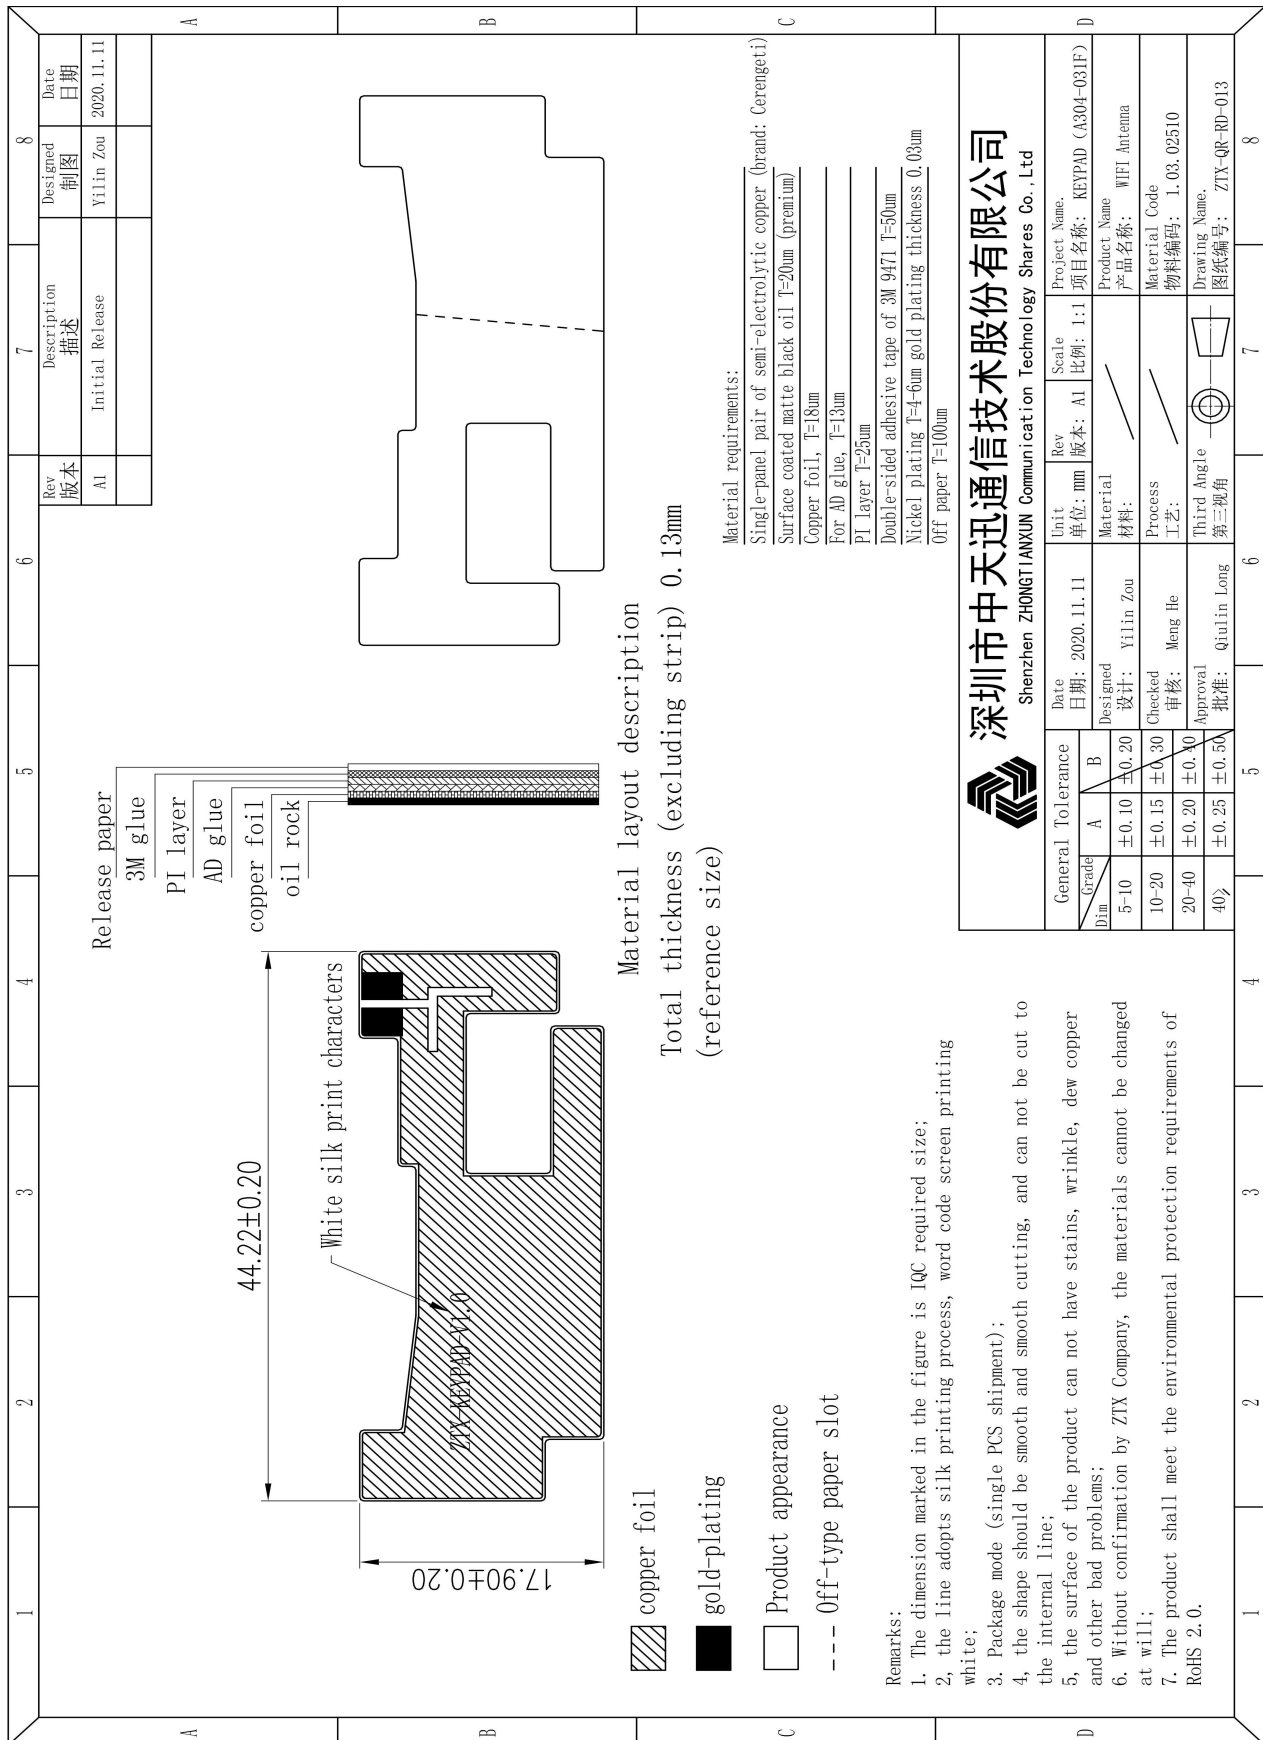 1 2 3 4 5 6 7 8
A
B
C
D
Rev Description Designed Date
版本 描述 制图 日期
A1 Initial Release Yilin Zou 2020.11.11
44.22±0.20
17.90±0.20
White silk print characters
ZTX-KEYPAD-V1.0
Release paper
3M glue
PI layer
AD glue
copper foil
oil rock
copper foil
gold-plating
Product appearance
Off-type paper slot
Material layout description
Total thickness (excluding strip) 0.13mm
(reference size)
Material requirements:
Single-panel pair of semi-electrolytic copper (brand: Cerengeti)
Surface coated matte black oil T=20um (premium)
Copper foil, T=18um
For AD glue, T=13um
PI layer T=25um
Double-sided adhesive tape of 3M 9471 T=50um
Nickel plating T=4-6um gold plating thickness 0.03um
Off paper T=100um
Remarks:
1. The dimension marked in the figure is IQC required size;
2, the line adopts silk printing process, word code screen printing
white;
3. Package mode (single PCS shipment);
4, the shape should be smooth and smooth cutting, and can not be cut to
the internal line;
5, the surface of the product can not have stains, wrinkle, dew copper
and other bad problems;
6. Without confirmation by ZTX Company, the materials cannot be changed
at will;
7. The product shall meet the environmental protection requirements of
RoHS 2.0.
深圳市中天迅通信技术股份有限公司
Shenzhen ZHONGTIANXUN Communication Technology Shares Co.,Ltd
General Tolerance
Dim Grade A B
5-10 ±0.10 ±0.20
10-20 ±0.15 ±0.30
20-40 ±0.20 ±0.40
40> ±0.25 ±0.50
Date
日期: 2020.11.11
Unit
单位: mm
Rev
版本: A1
Scale
比例: 1:1
Project Name.
项目名称: KEYPAD (A304-031F)
Designed
设计: Yilin Zou
Material
材料:
Product Name
产品名称: WIFI Antenna
Checked
审核: Meng He
Process
工艺:
Material Code
物料编码: 1.03.02510
Approval
批准: Qiulin Long
Third Angle
第三视角
Drawing Name.
图纸编号: ZTX-QR-RD-013
A
B
C
D
1 2 3 4 5 6 7 8